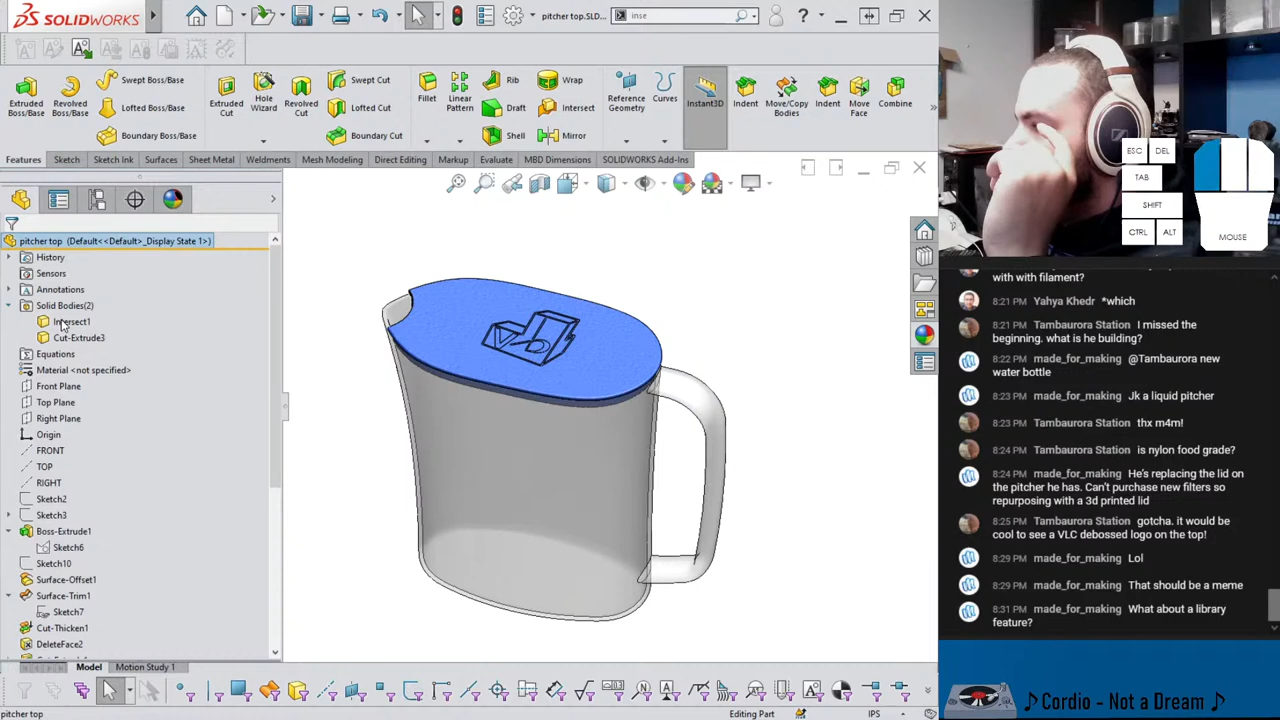 SOLIDWORKS
pitcher top.SLD...
inse
Extruded Boss/Base
Revolved Boss/Base
Swept Boss/Base
Lofted Boss/Base
Boundary Boss/Base
Extruded Cut
Hole Wizard
Revolved Cut
Swept Cut
Lofted Cut
Boundary Cut
Fillet
Linear Pattern
Rib
Draft
Shell
Wrap
Intersect
Mirror
Reference Geometry
Curves
Instant3D
Indent
Move/Copy Bodies
Indent
Move Face
Combine
Features
Sketch
Sketch Ink
Surfaces
Sheet Metal
Weldments
Mesh Modeling
Direct Editing
Markup
Evaluate
MBD Dimensions
SOLIDWORKS Add-Ins
pitcher top (Default<<Default>_Display State 1>)
History
Sensors
Annotations
Solid Bodies(2)
Intersect1
Cut-Extrude3
Equations
Material <not specified>
Front Plane
Top Plane
Right Plane
Origin
FRONT
TOP
RIGHT
Sketch2
Sketch3
Boss-Extrude1
Sketch6
Sketch10
Surface-Offset1
Surface-Trim1
Sketch7
Cut-Thicken1
DeleteFace2
Model
Motion Study 1
pitcher top
Editing Part
IPS
ESC
DEL
TAB
SHIFT
CTRL
ALT
MOUSE
with with filament?
8:21 PM Yahya Khedr *which
8:21 PM Tambaurora Station I missed the
beginning. what is he building?
8:22 PM made_for_making @Tambaurora new
water bottle
8:23 PM made_for_making Jk a liquid pitcher
8:23 PM Tambaurora Station thx m4m!
8:24 PM Tambaurora Station is nylon food grade?
8:24 PM made_for_making He's replacing the lid on
the pitcher he has. Can't purchase new filters so
repurposing with a 3d printed lid
8:25 PM Tambaurora Station gotcha. it would be
cool to see a VLC debossed logo on the top!
8:29 PM made_for_making Lol
8:29 PM made_for_making That should be a meme
8:31 PM made_for_making What about a library
feature?
♪ Cordio - Not a Dream ♪